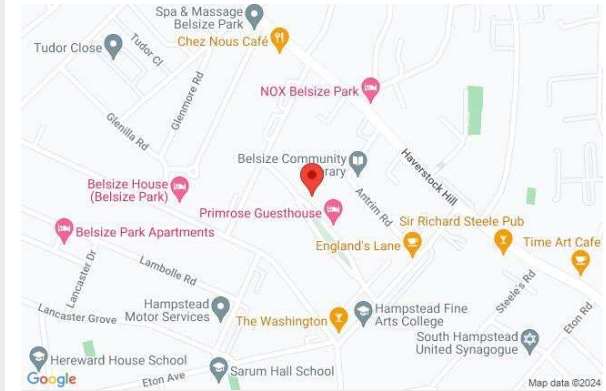 Spa & Massage
Belsize Park
Chez Nous Café
Tudor Close
Tudor Cl
Glenmore Rd
NOX Belsize Park
Glenilla Rd
Belsize Community
Library
Haverstock Hill
Belsize House
(Belsize Park)
Antrim Rd
Primrose Guesthouse
Sir Richard Steele Pub
Belsize Park Apartments
England's Lane
Time Art Cafe
Lancaster Dr
Lambolle Rd
Steele's Rd
Eton Rd
Hampstead
Motor Services
Hampstead Fine
Arts College
Lancaster Grove
The Washington
South Hampstead
United Synagogue
Hereward House School
Sarum Hall School
Eton Ave
Google
Map data ©2024